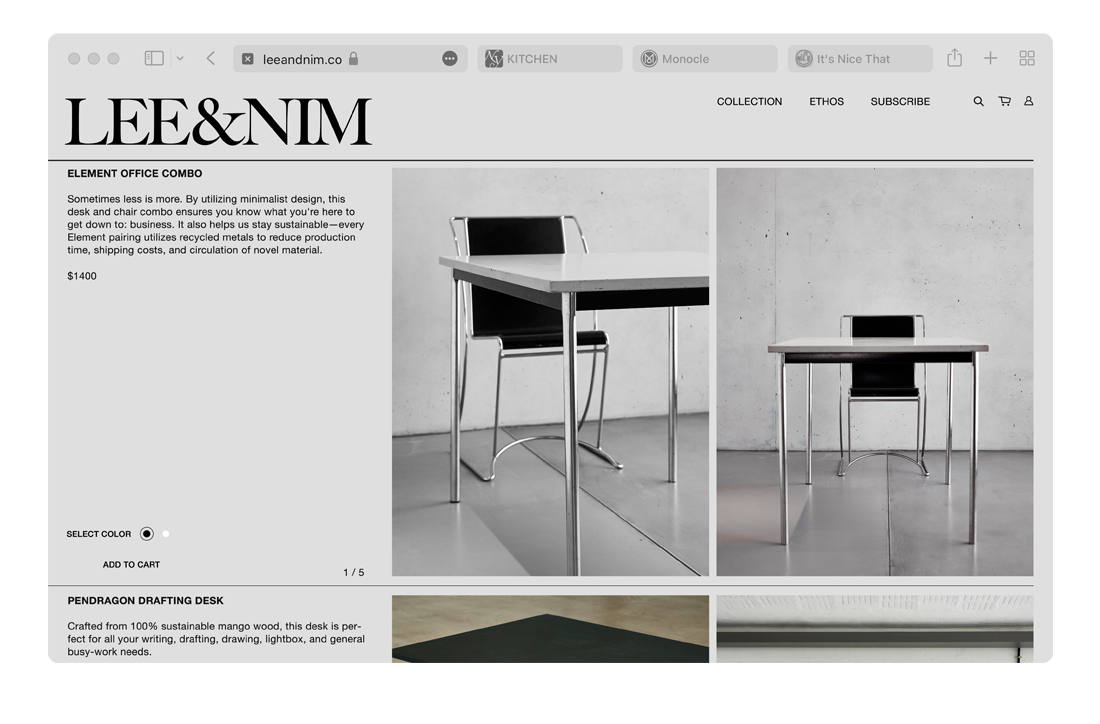 leeandnim.co
KITCHEN
Monocle
It's Nice That
LEE&NIM
COLLECTION
ETHOS
SUBSCRIBE
ELEMENT OFFICE COMBO
Sometimes less is more. By utilizing minimalist design, this
desk and chair combo ensures you know what you're here to
get down to: business. It also helps us stay sustainable—every
Element pairing utilizes recycled metals to reduce production
time, shipping costs, and circulation of novel material.
$1400
SELECT COLOR
ADD TO CART
1 / 5
PENDRAGON DRAFTING DESK
Crafted from 100% sustainable mango wood, this desk is per-
fect for all your writing, drafting, drawing, lightbox, and general
busy-work needs.